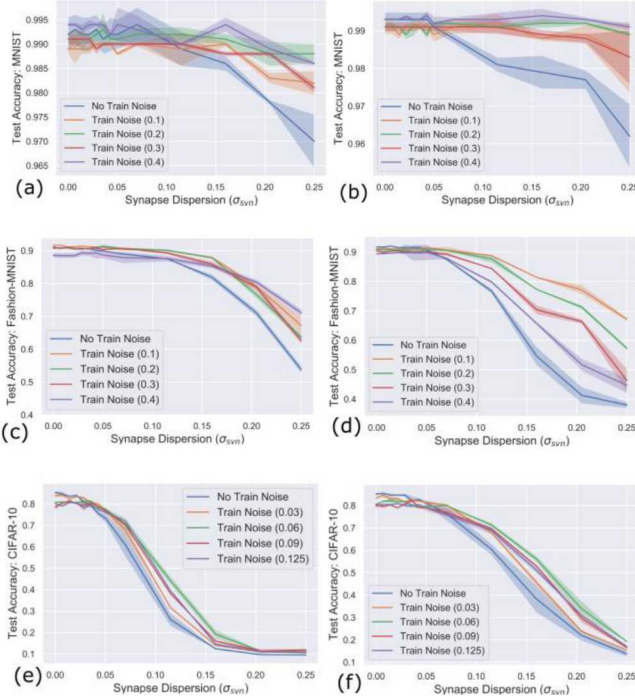 Test Accuracy: MNIST
0.995
0.990
0.985
0.980
0.975
0.970
0.965
No Train Noise
Train Noise (0.1)
Train Noise (0.2)
Train Noise (0.3)
Train Noise (0.4)
0.00 0.05 0.10 0.15 0.20 0.25
(a) Synapse Dispersion (σsyn)
Test Accuracy: MNIST
0.99
0.98
0.97
0.96
No Train Noise
Train Noise (0.1)
Train Noise (0.2)
Train Noise (0.3)
Train Noise (0.4)
0.00 0.05 0.10 0.15 0.20 0.25
(b) Synapse Dispersion (σsyn)
Test Accuracy: Fashion-MNIST
0.9
0.8
0.7
0.6
0.5
0.4
No Train Noise
Train Noise (0.1)
Train Noise (0.2)
Train Noise (0.3)
Train Noise (0.4)
0.00 0.05 0.10 0.15 0.20 0.25
(c) Synapse Dispersion (σsyn)
Test Accuracy: Fashion-MNIST
0.9
0.8
0.7
0.6
0.5
0.4
No Train Noise
Train Noise (0.1)
Train Noise (0.2)
Train Noise (0.3)
Train Noise (0.4)
0.00 0.05 0.10 0.15 0.20 0.25
(d) Synapse Dispersion (σsyn)
Test Accuracy: CIFAR-10
0.8
0.7
0.6
0.5
0.4
0.3
0.2
0.1
No Train Noise
Train Noise (0.03)
Train Noise (0.06)
Train Noise (0.09)
Train Noise (0.125)
0.00 0.05 0.10 0.15 0.20 0.25
(e) Synapse Dispersion (σsyn)
Test Accuracy: CIFAR-10
0.8
0.7
0.6
0.5
0.4
0.3
0.2
0.1
No Train Noise
Train Noise (0.03)
Train Noise (0.06)
Train Noise (0.09)
Train Noise (0.125)
0.00 0.05 0.10 0.15 0.20 0.25
(f) Synapse Dispersion (σsyn)